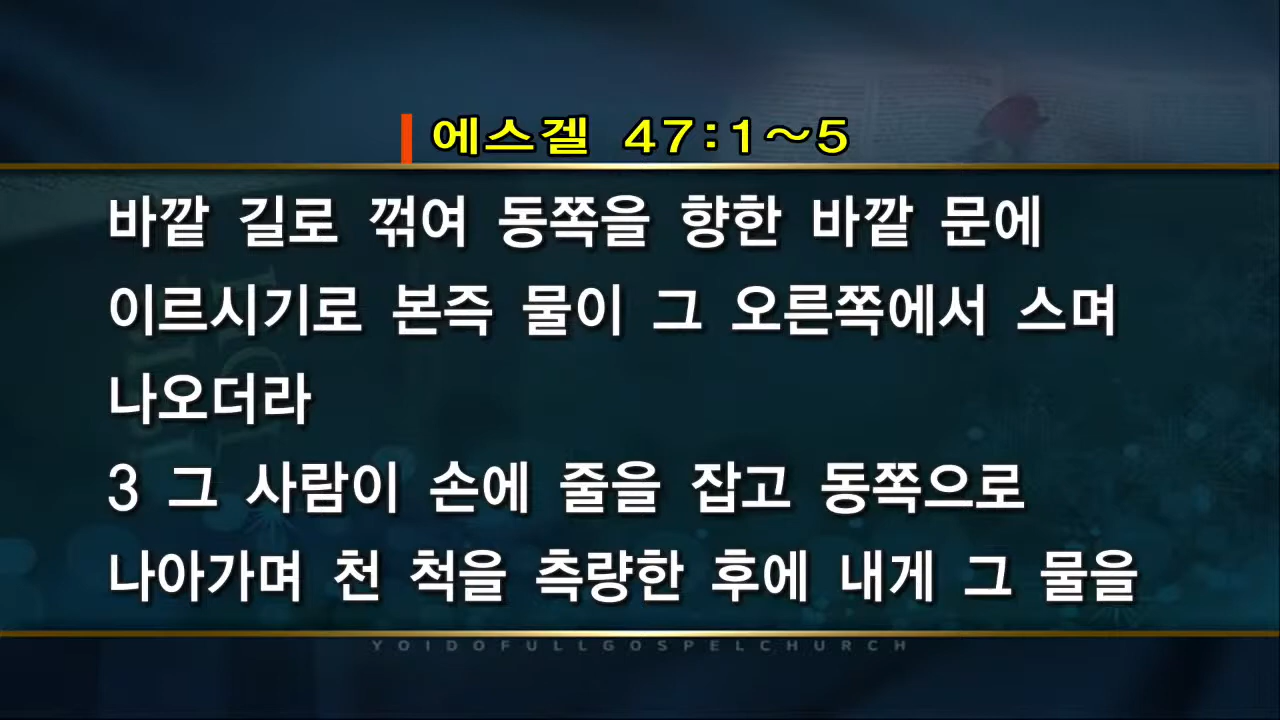 에스겔 47:1~5
바깥 길로 꺾여 동쪽을 향한 바깥 문에
이르시기로 본즉 물이 그 오른쪽에서 스며
나오더라
3 그 사람이 손에 줄을 잡고 동쪽으로
나아가며 천 척을 측량한 후에 내게 그 물을
YOIDOFULLGOSPELCHURCH